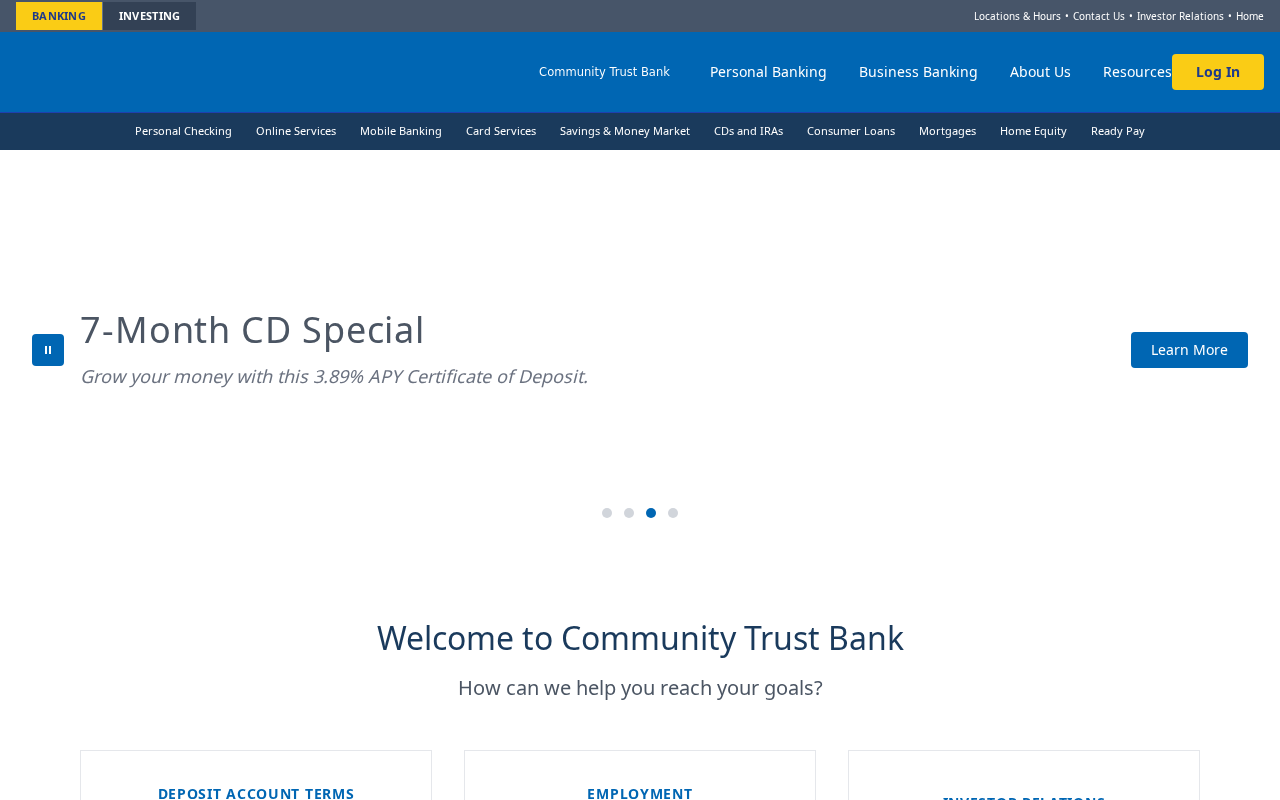 BANKING INVESTING Locations & Hours • Contact Us • Investor Relations • Home
Community Trust Bank Personal Banking Business Banking About Us Resources Log In
Personal Checking Online Services Mobile Banking Card Services Savings & Money Market CDs and IRAs Consumer Loans Mortgages Home Equity Ready Pay
7-Month CD Special
Grow your money with this 3.89% APY Certificate of Deposit.
Learn More
Welcome to Community Trust Bank
How can we help you reach your goals?
DEPOSIT ACCOUNT TERMS EMPLOYMENT INVESTOR RELATIONS